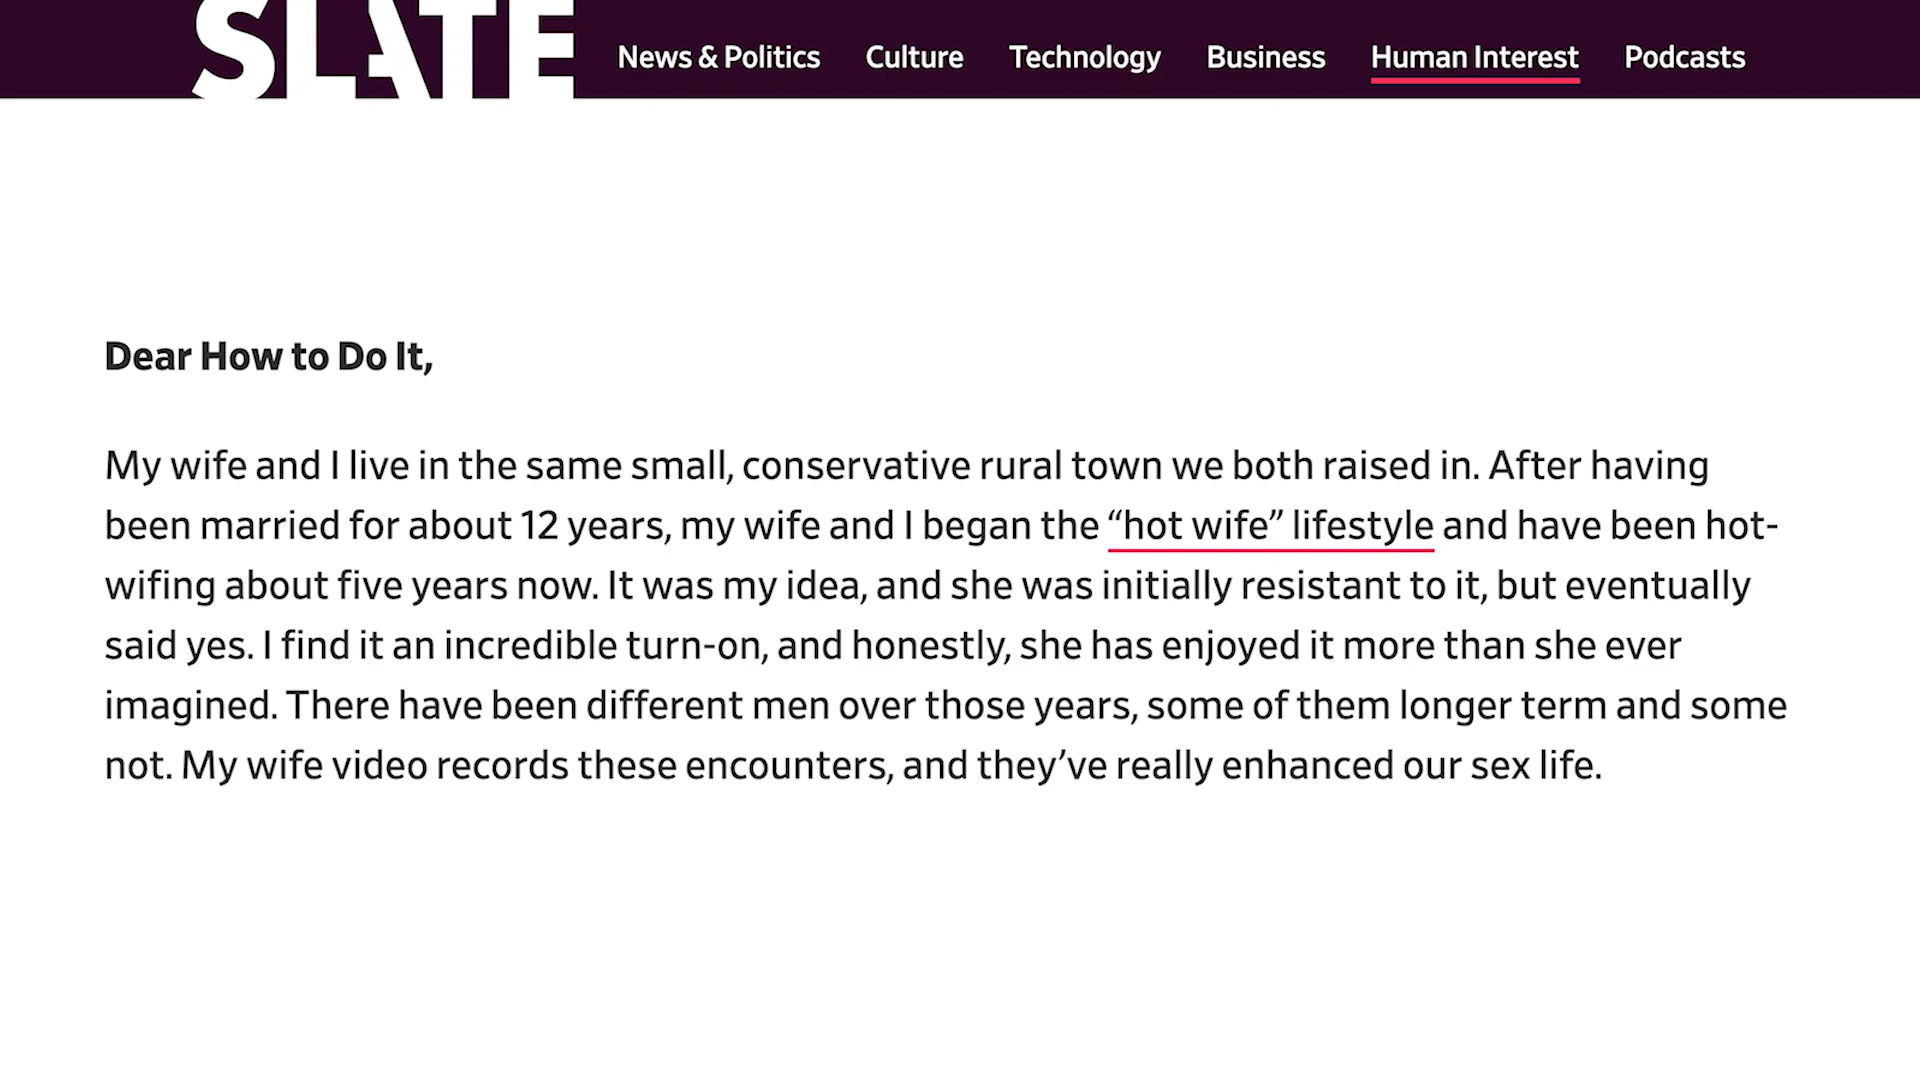 SLATE News & Politics Culture Technology Business Human Interest Podcasts
Dear How to Do It,
My wife and I live in the same small, conservative rural town we both raised in. After having
been married for about 12 years, my wife and I began the “hot wife” lifestyle and have been hot-
wifing about five years now. It was my idea, and she was initially resistant to it, but eventually
said yes. I find it an incredible turn-on, and honestly, she has enjoyed it more than she ever
imagined. There have been different men over those years, some of them longer term and some
not. My wife video records these encounters, and they’ve really enhanced our sex life.